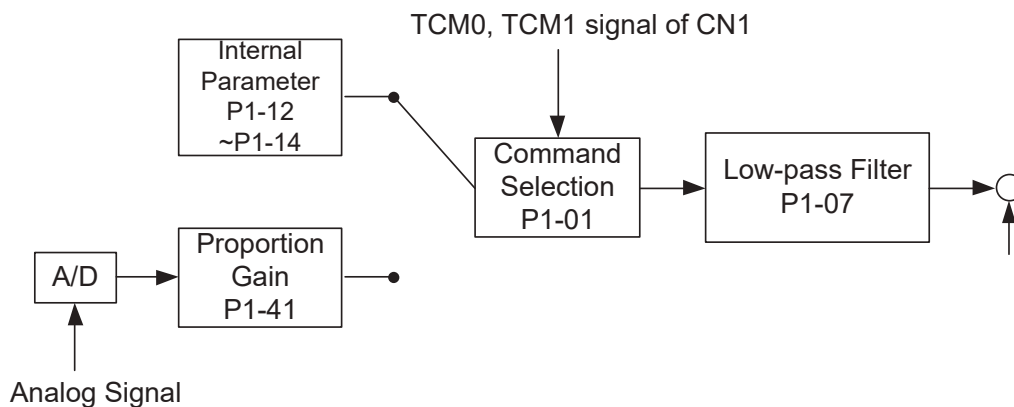 TCM0, TCM1 signal of CN1
Internal
Parameter
P1-12
~P1-14
Command
Selection
P1-01
Low-pass Filter
P1-07
A/D
Proportion
Gain
P1-41
Analog Signal